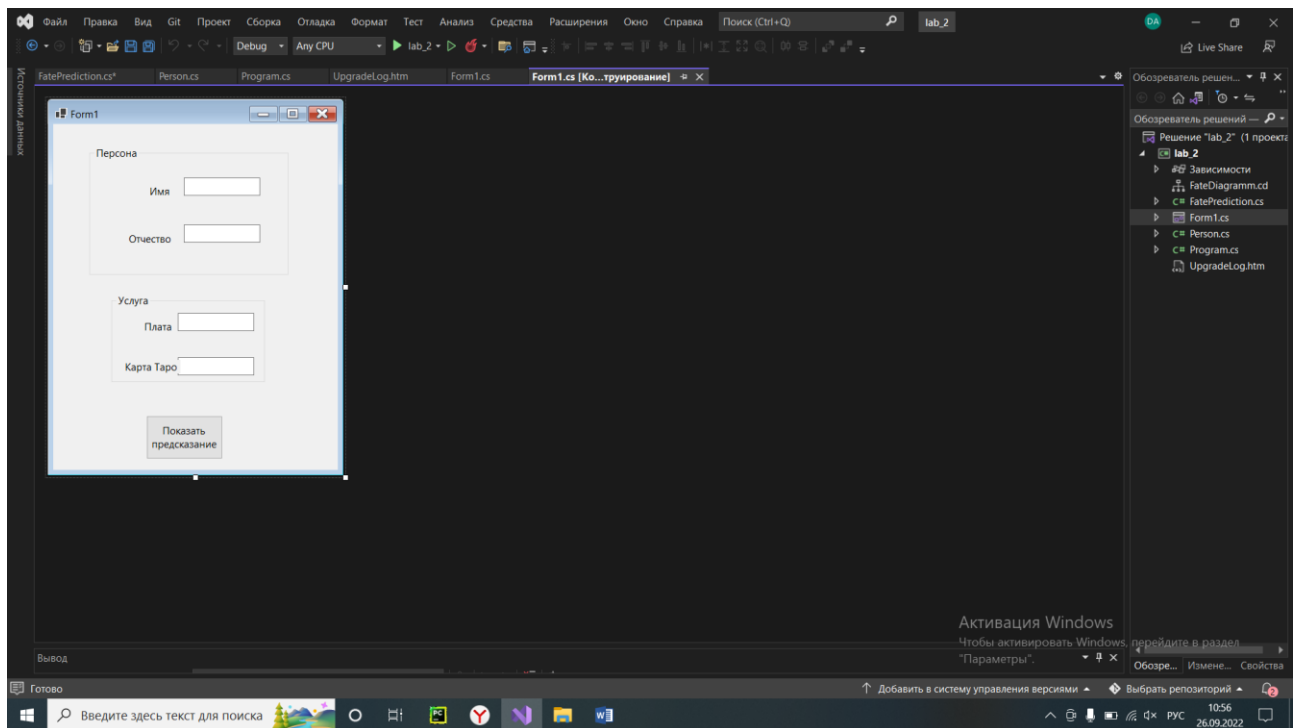 Файл Правка Вид Git Проект Сборка Отладка Формат Тест Анализ Средства Расширения Окно Справка Поиск (Ctrl+Q) lab_2 DA
Debug Any CPU lab_2 Live Share
Источники данных
FatePrediction.cs* Person.cs Program.cs UpgradeLog.htm Form1.cs Form1.cs [Ко...труирование]
Form1
Персона
Имя
Отчество
Услуга
Плата
Карта Таро
Показать
предсказание
Обозреватель решен...
Обозреватель решений —
Решение "lab_2" (1 проекта
lab_2
Зависимости
FateDiagramm.cd
FatePrediction.cs
Form1.cs
Person.cs
Program.cs
UpgradeLog.htm
Активация Windows
Чтобы активировать Windows, перейдите в раздел
"Параметры".
Вывод
Обозре... Измене... Свойства
Готово Добавить в систему управления версиями Выбрать репозиторий 2
Введите здесь текст для поиска PC W РУС 10:56
26.09.2022